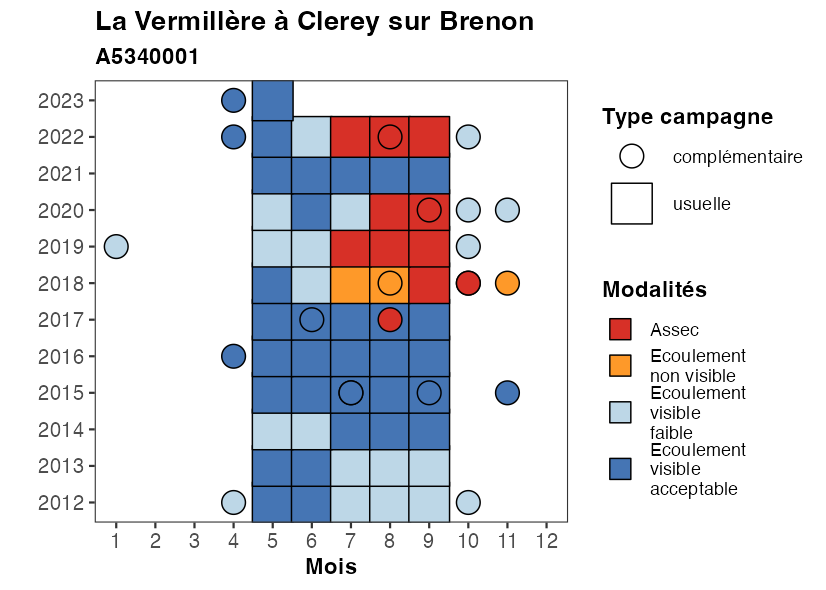 La Vermillère à Clerey sur Brenon
A5340001
2023
2022
2021
2020
2019
2018
2017
2016
2015
2014
2013
2012
1 2 3 4 5 6 7 8 9 10 11 12
Mois
Type campagne
complémentaire
usuelle
Modalités
Assec
Ecoulement
non visible
Ecoulement
visible
faible
Ecoulement
visible
acceptable